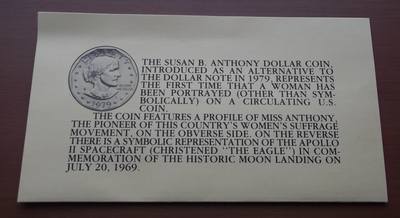 THE SUSAN B. ANTHONY DOLLAR COIN,
INTRODUCED AS AN ALTERNATIVE TO
THE DOLLAR NOTE IN 1979, REPRESENTS
THE FIRST TIME THAT A WOMAN HAS
BEEN PORTRAYED (OTHER THAN SYM-
BOLICALLY) ON A CIRCULATING U.S.
COIN.
1979
THE COIN FEATURES A PROFILE OF MISS ANTHONY,
THE PIONEER OF THIS COUNTRY'S WOMEN'S SUFFRAGE
MOVEMENT, ON THE OBVERSE SIDE. ON THE REVERSE
THERE IS A SYMBOLIC REPRESENTATION OF THE APOLLO
II SPACECRAFT (CHRISTENED "THE EAGLE") IN COM-
MEMORATION OF THE HISTORIC MOON LANDING ON
JULY 20, 1969.